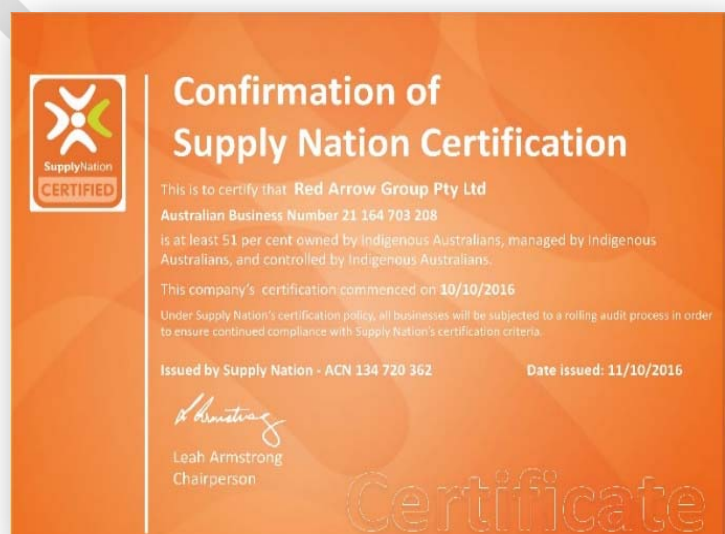 SupplyNation
CERTIFIED
Confirmation of
Supply Nation Certification
This is to certify that Red Arrow Group Pty Ltd
Australian Business Number 21 164 703 208
is at least 51 per cent owned by Indigenous Australians, managed by Indigenous
Australians, and controlled by Indigenous Australians.
This company's certification commenced on 10/10/2016
Under Supply Nation's certification policy, all businesses will be subjected to a rolling audit process in order
to ensure continued compliance with Supply Nation's certification criteria.
Issued by Supply Nation - ACN 134 720 362 Date issued: 11/10/2016
L Armstrong
Leah Armstrong
Chairperson
Certificate